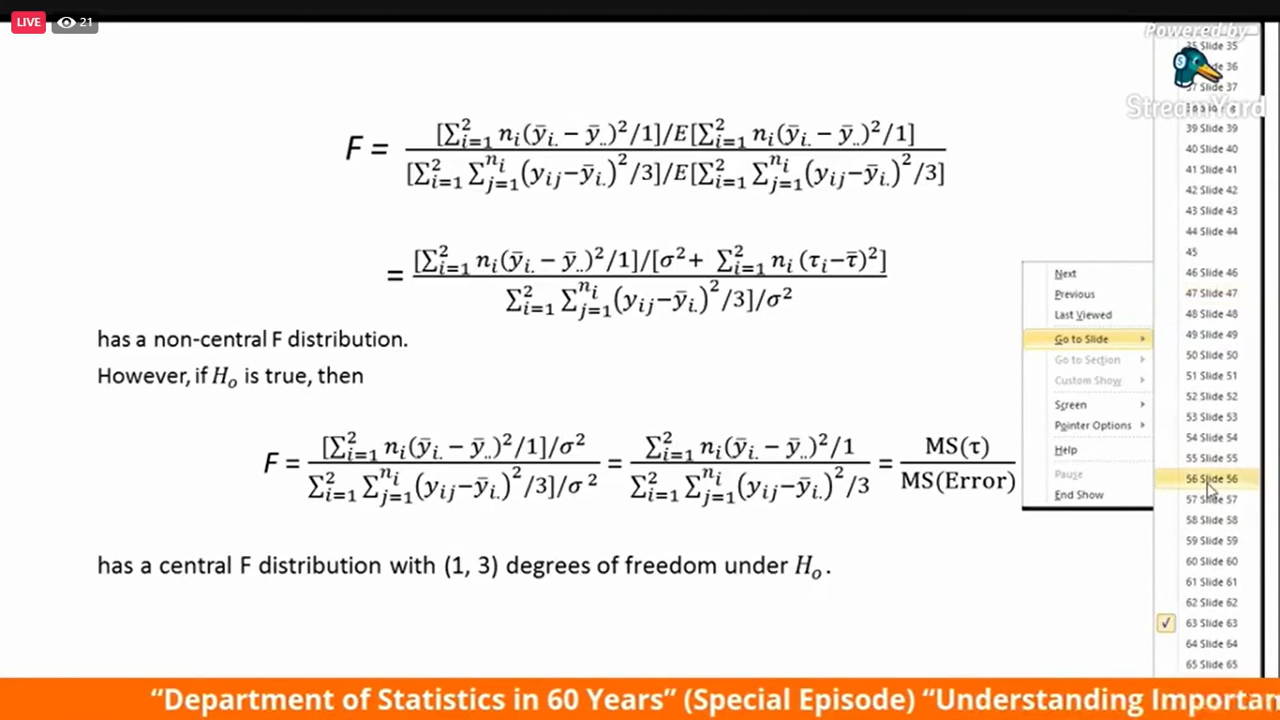 LIVE 21
Powered by
StreamYard
F = [∑²ᵢ₌₁ nᵢ(ȳᵢ. − ȳ..)²/1]/E[∑²ᵢ₌₁ nᵢ(ȳᵢ. − ȳ..)²/1]
[∑²ᵢ₌₁ ∑ⁿⁱⱼ₌₁(yᵢⱼ−ȳᵢ.)²/3]/E[∑²ᵢ₌₁ ∑ⁿⁱⱼ₌₁(yᵢⱼ−ȳᵢ.)²/3]
= [∑²ᵢ₌₁ nᵢ(ȳᵢ. − ȳ..)²/1]/[σ²+ ∑²ᵢ₌₁ nᵢ (τᵢ−τ̄)²]
∑²ᵢ₌₁ ∑ⁿⁱⱼ₌₁(yᵢⱼ−ȳᵢ.)²/3]/σ²
has a non-central F distribution.
However, if Hₒ is true, then
F = [∑²ᵢ₌₁ nᵢ(ȳᵢ. − ȳ..)²/1]/σ² = ∑²ᵢ₌₁ nᵢ(ȳᵢ. − ȳ..)²/1 = MS(τ)
∑²ᵢ₌₁ ∑ⁿⁱⱼ₌₁(yᵢⱼ−ȳᵢ.)²/3]/σ² ∑²ᵢ₌₁ ∑ⁿⁱⱼ₌₁(yᵢⱼ−ȳᵢ.)²/3 MS(Error)
has a central F distribution with (1, 3) degrees of freedom under Hₒ.
Next
Previous
Last Viewed
Go to Slide
Go to Section
Custom Show
Screen
Pointer Options
Help
Pause
End Show
35 Slide 35
36
37 Slide 37
39 Slide 39
40 Slide 40
41 Slide 41
42 Slide 42
43 Slide 43
44 Slide 44
45
46 Slide 46
47 Slide 47
48 Slide 48
49 Slide 49
50 Slide 50
51 Slide 51
52 Slide 52
53 Slide 53
54 Slide 54
55 Slide 55
56 Slide 56
57 Slide 57
58 Slide 58
59 Slide 59
60 Slide 60
61 Slide 61
62 Slide 62
63 Slide 63
64 Slide 64
65 Slide 65
“Department of Statistics in 60 Years” (Special Episode) “Understanding Importan